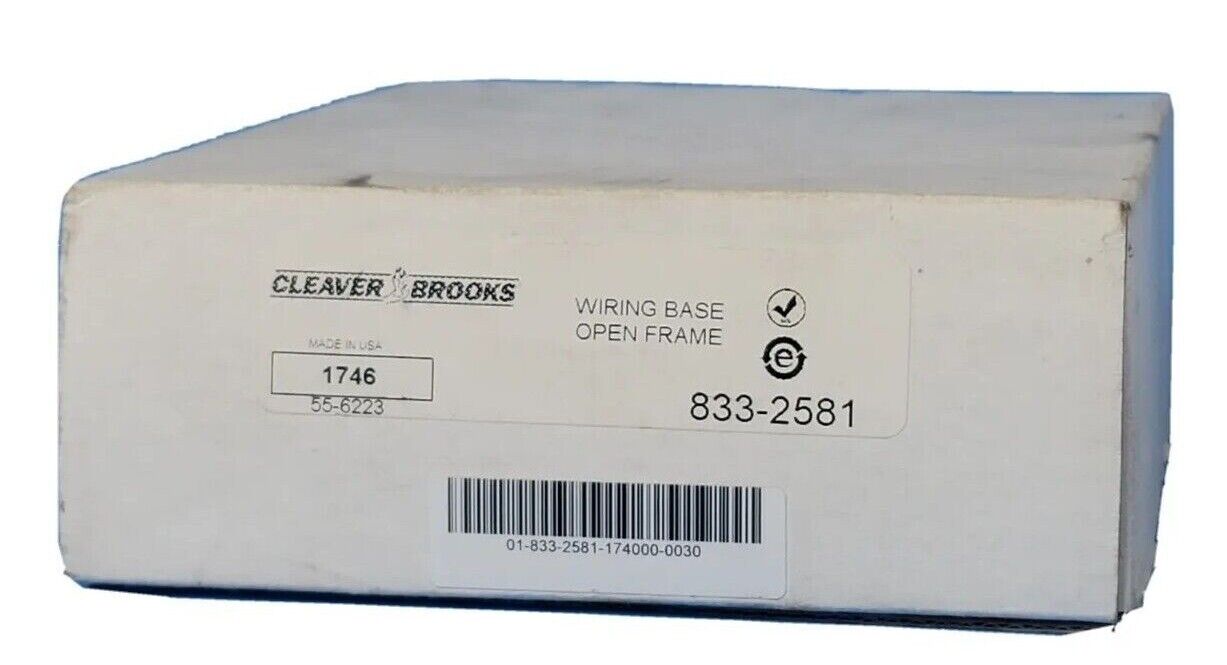 CLEAVER BROOKS
MADE IN USA
1746
55-6223
WIRING BASE
OPEN FRAME
e
833-2581
01-833-2581-174000-0030